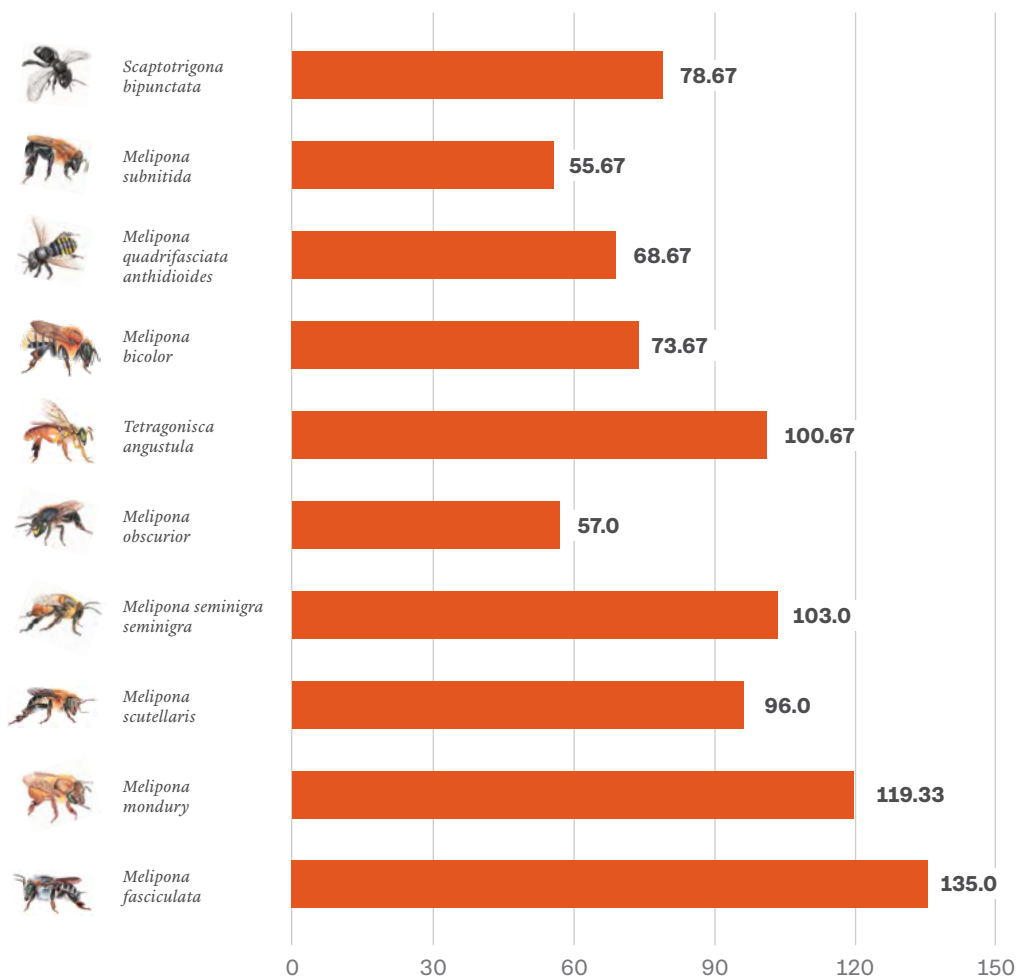 Scaptotrigona
bipunctata
78.67
Melipona
subnitida
55.67
Melipona
quadrifasciata
anthidioides
68.67
Melipona
bicolor
73.67
Tetragonisca
angustula
100.67
Melipona
obscurior
57.0
Melipona seminigra
seminigra
103.0
Melipona
scutellaris
96.0
Melipona
mondury
119.33
Melipona
fasciculata
135.0
0 30 60 90 120 150